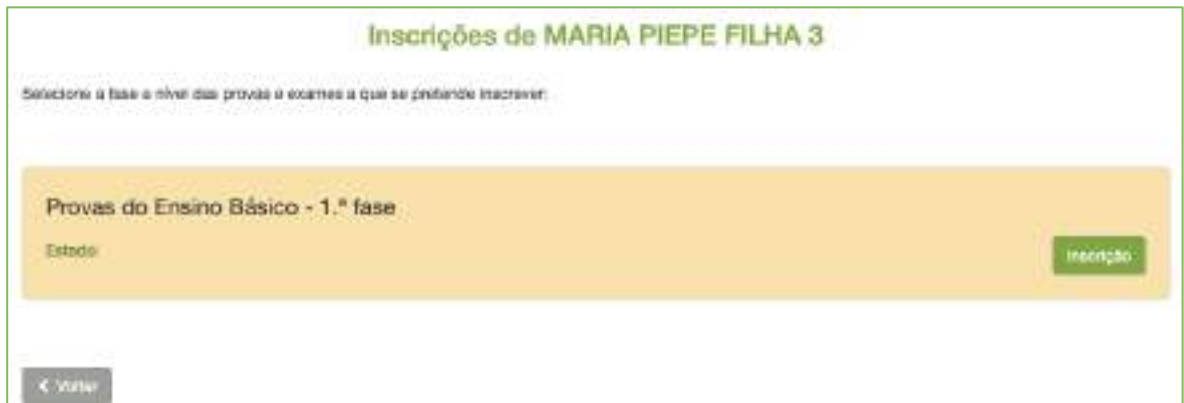 Inscrições de MARIA PIEPE FILHA 3
Selecione a fase e nível das provas e exames a que se pretende inscrever:
Provas do Ensino Básico - 1.ª fase
Estado:
Inscrição
Voltar